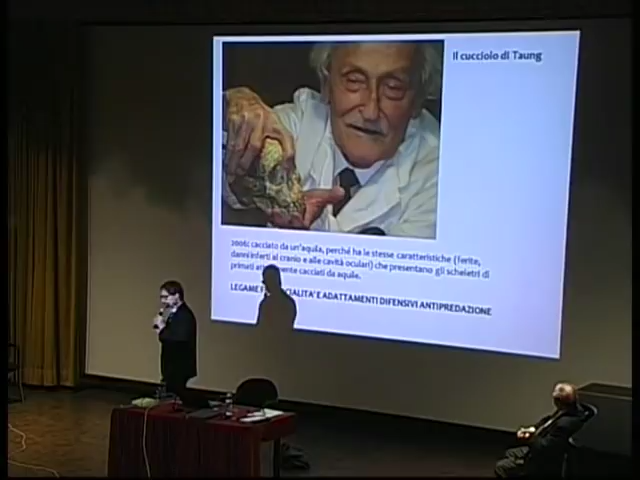 Il cucciolo di Taung
2006: cacciato da un'aquila, perché ha le stesse caratteristiche (ferite,
danni inferti al cranio e alle cavità oculari) che presentano gli scheletri di
primati cacciati da aquile.
LEGAME E ADATTAMENTI DIFENSIVI ANTIPREDAZIONE